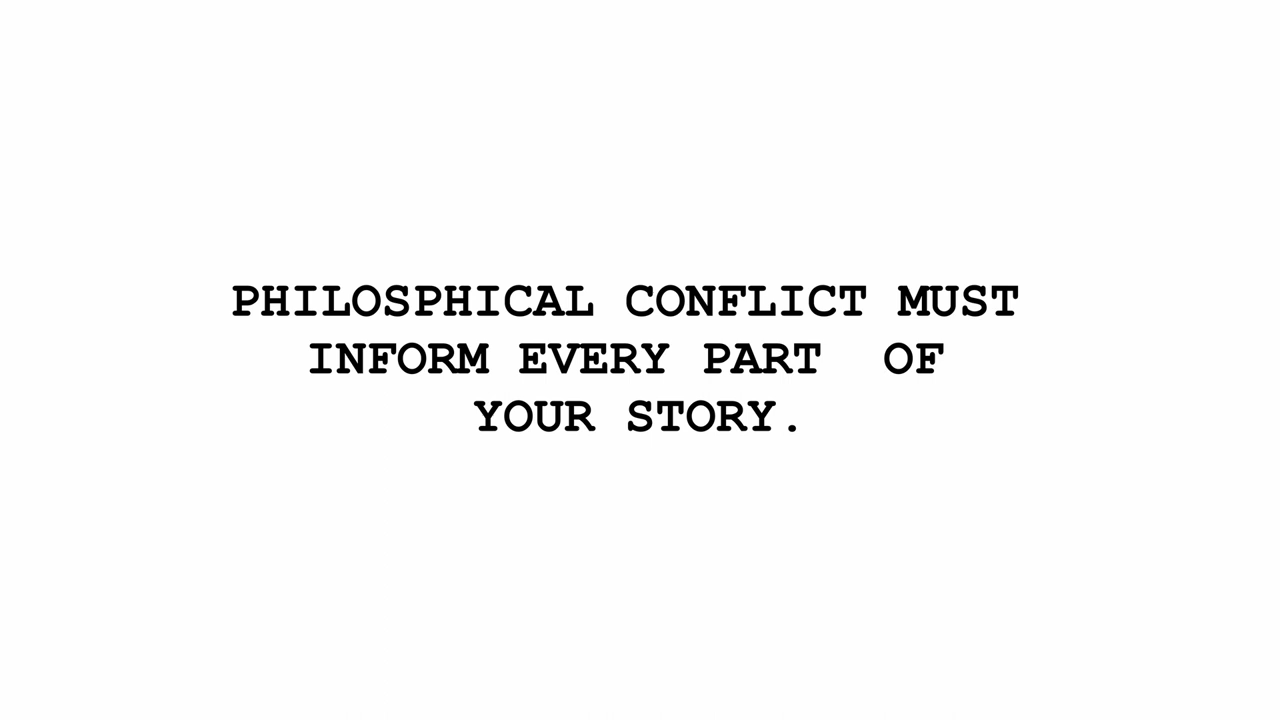 PHILOSPHICAL CONFLICT MUST
INFORM EVERY PART  OF
YOUR STORY.